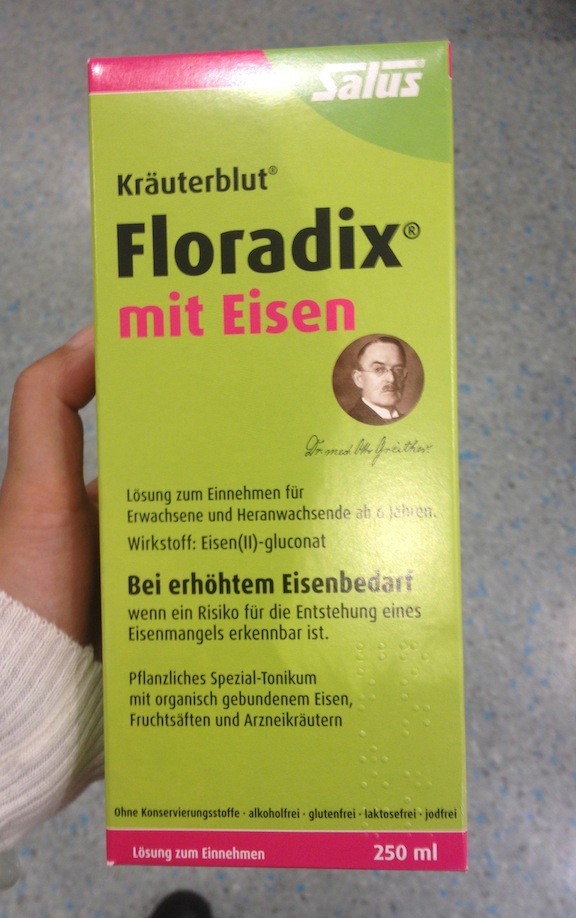 Salus
Kräuterblut®
Floradix®
mit Eisen
Dr. med. Otto Greither
Lösung zum Einnehmen für
Erwachsene und Heranwachsende ab 6 Jahren.
Wirkstoff: Eisen(II)-gluconat
Bei erhöhtem Eisenbedarf
wenn ein Risiko für die Entstehung eines
Eisenmangels erkennbar ist.
Pflanzliches Spezial-Tonikum
mit organisch gebundenem Eisen,
Fruchtsäften und Arzneikräutern
Ohne Konservierungsstoffe · alkoholfrei · glutenfrei · laktosefrei · jodfrei
Lösung zum Einnehmen 250 ml